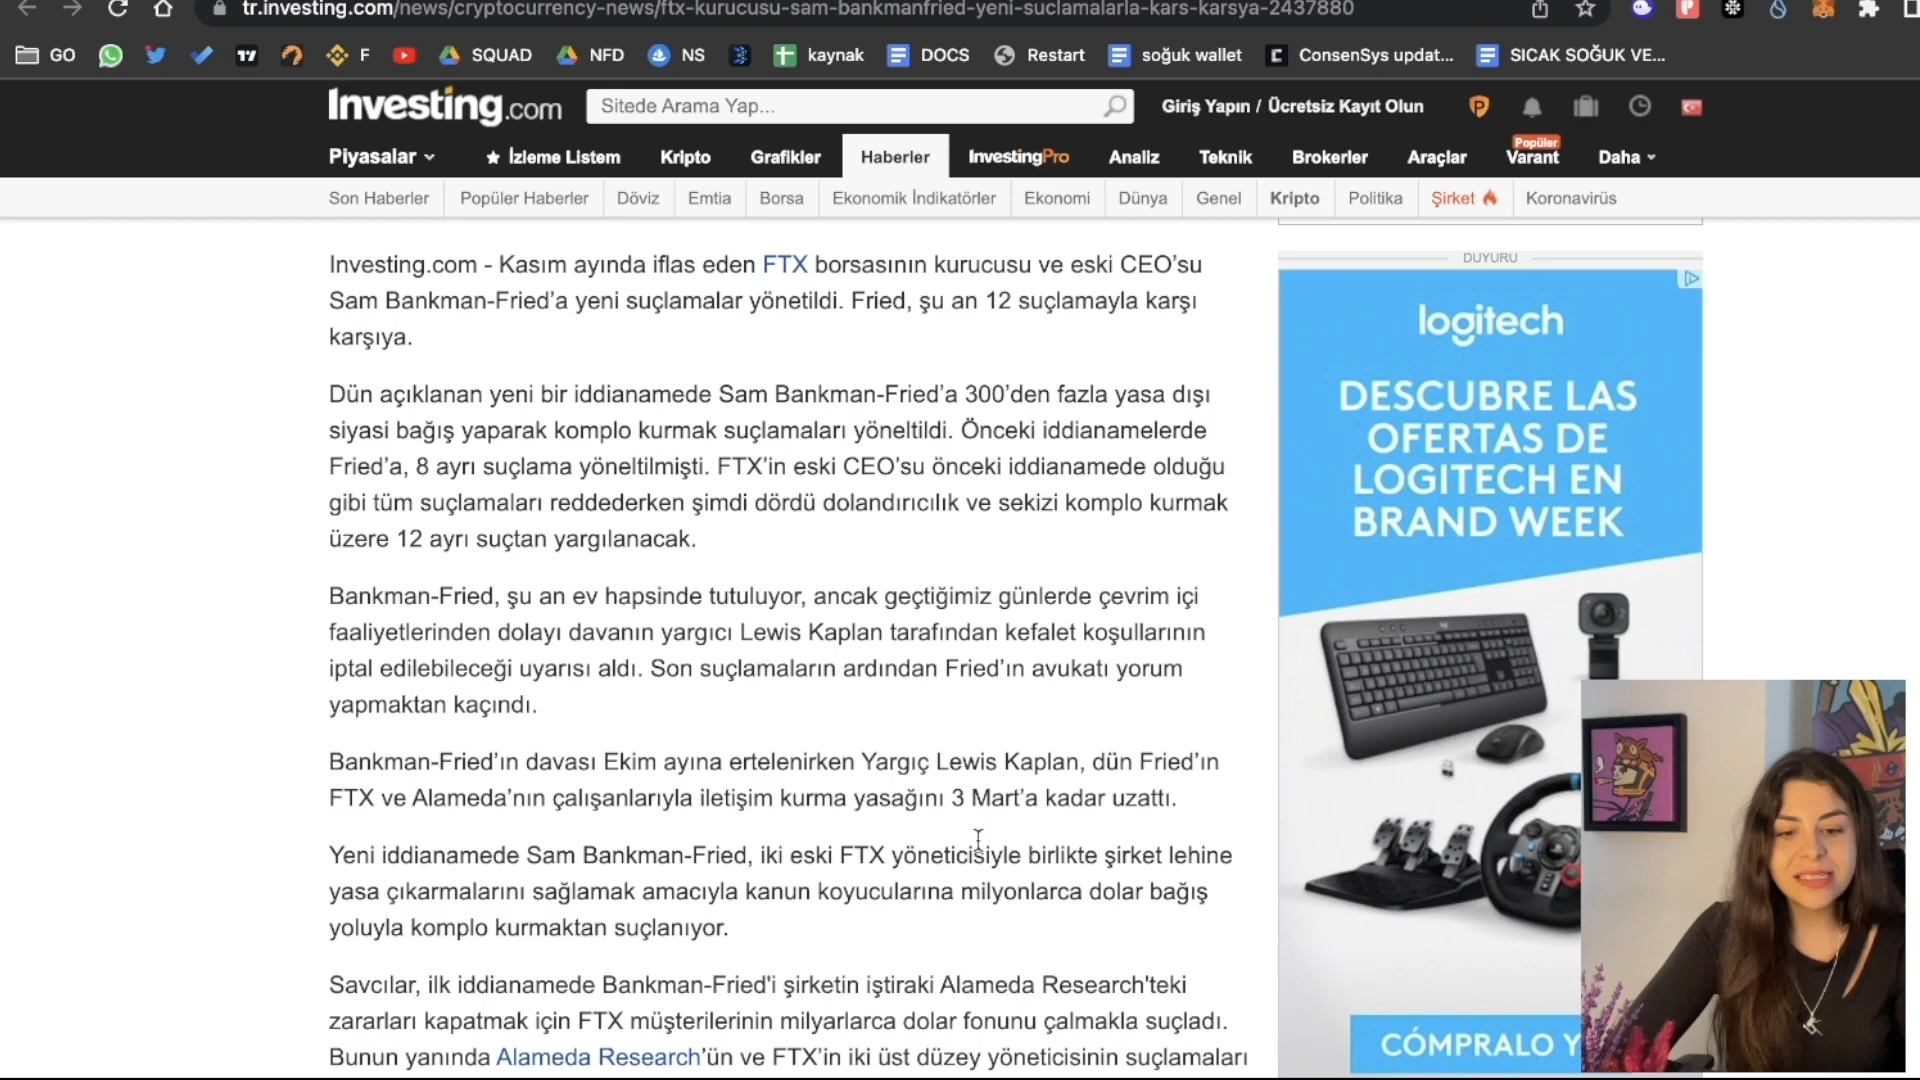 tr.investing.com/news/cryptocurrency-news/ftx-kurucusu-sam-bankmanfried-yeni-suclamalarla-kars-karsya-2437880
GO F SQUAD NFD NS kaynak DOCS Restart soğuk wallet ConsenSys updat... SICAK SOĞUK VE...
Investing.com Sitede Arama Yap... Giriş Yapın / Ücretsiz Kayıt Olun
Popüler
Piyasalar İzleme Listem Kripto Grafikler Haberler InvestingPro Analiz Teknik Brokerler Araçlar Varant Daha
Son Haberler Popüler Haberler Döviz Emtia Borsa Ekonomik İndikatörler Ekonomi Dünya Genel Kripto Politika Şirket Koronavirüs
Investing.com - Kasım ayında iflas eden FTX borsasının kurucusu ve eski CEO’su
Sam Bankman-Fried’a yeni suçlamalar yönetildi. Fried, şu an 12 suçlamayla karşı
karşıya.
Dün açıklanan yeni bir iddianamede Sam Bankman-Fried’a 300’den fazla yasa dışı
siyasi bağış yaparak komplo kurmak suçlamaları yöneltildi. Önceki iddianamelerde
Fried’a, 8 ayrı suçlama yöneltilmişti. FTX’in eski CEO’su önceki iddianamede olduğu
gibi tüm suçlamaları reddederken şimdi dördü dolandırıcılık ve sekizi komplo kurmak
üzere 12 ayrı suçtan yargılanacak.
Bankman-Fried, şu an ev hapsinde tutuluyor, ancak geçtiğimiz günlerde çevrim içi
faaliyetlerinden dolayı davanın yargıcı Lewis Kaplan tarafından kefalet koşullarının
iptal edilebileceği uyarısı aldı. Son suçlamaların ardından Fried’ın avukatı yorum
yapmaktan kaçındı.
Bankman-Fried’ın davası Ekim ayına ertelenirken Yargıç Lewis Kaplan, dün Fried’ın
FTX ve Alameda’nın çalışanlarıyla iletişim kurma yasağını 3 Mart’a kadar uzattı.
Yeni iddianamede Sam Bankman-Fried, iki eski FTX yöneticisiyle birlikte şirket lehine
yasa çıkarmalarını sağlamak amacıyla kanun koyucularına milyonlarca dolar bağış
yoluyla komplo kurmaktan suçlanıyor.
Savcılar, ilk iddianamede Bankman-Fried'i şirketin iştiraki Alameda Research'teki
zararları kapatmak için FTX müşterilerinin milyarlarca dolar fonunu çalmakla suçladı.
Bunun yanında Alameda Research’ün ve FTX’in iki üst düzey yöneticisinin suçlamaları
DUYURU
logitech
DESCUBRE LAS
OFERTAS DE
LOGITECH EN
BRAND WEEK
CÓMPRALO Y